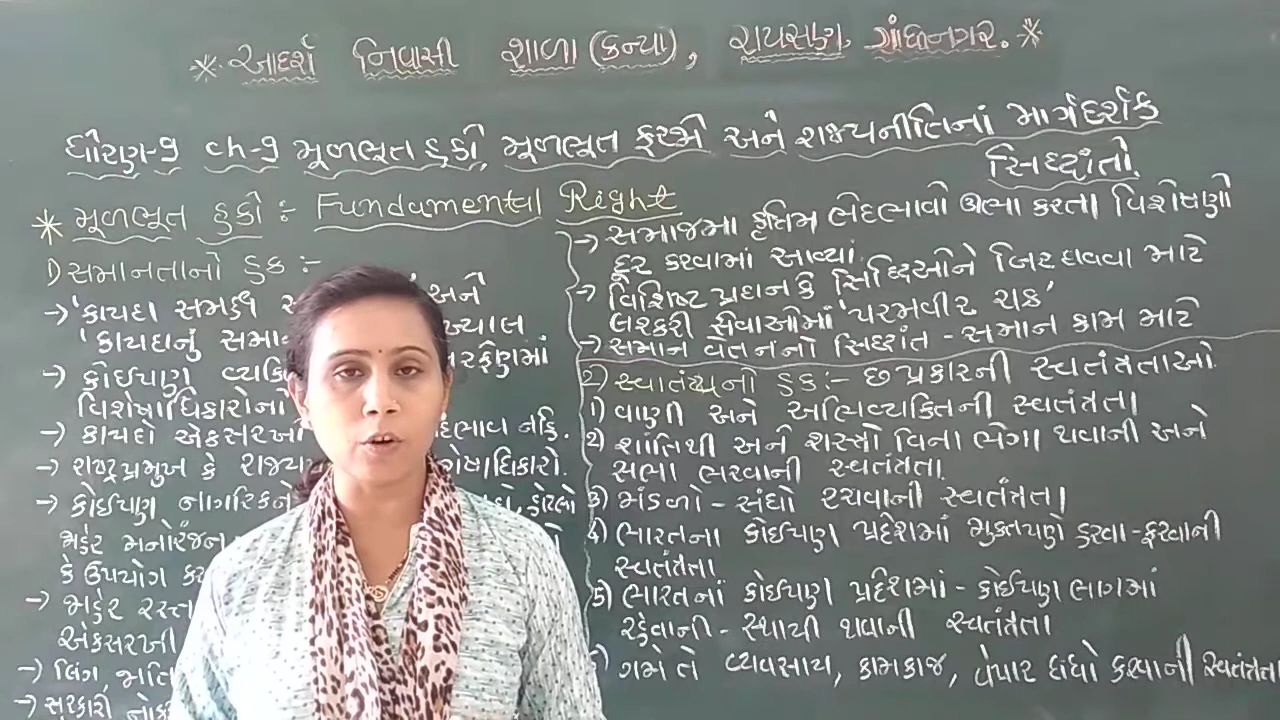 * આદર્શ નિવાસી શાળા (કન્યા), રાયસણ, ગાંધીનગર. *
ધોરણ-9 ch-9 મૂળભૂત હકો, મૂળભૂત ફરજો અને રાજ્યનીતિનાં માર્ગદર્શક
સિદ્ધાંતો.
* મૂળભૂત હકો :- Fundamental Right
1) સમાનતાનો હક :-
→ 'કાયદા સમક્ષ અને
'કાયદાનું ખ્યાલ
→ કોઈપણ
વિશેષાધિકારોના
→ કાયદો એકસરખો નહિ.
→ રાષ્ટ્રપ્રમુખ કે
→ કોઈપણ નાગરિકને હોટલો
જાહેર મનોરંજન
કે ઉપયોગ
→ જાહેર
એકસરખી
→ લિંગ, જાતિ
→ સરકારી
→ સમાજમા કૃત્રિમ ભેદભાવો ઊભા કરતા વિશેષણો
દૂર કરવામાં આવ્યાં.
→ વિશિષ્ટ પ્રદાન કે સિદ્ધિઓને બિરદાવવા માટે
લશ્કરી સેવાઓમાં 'પરમવીર ચક્ર'
→ સમાન વેતનનો સિદ્ધાંત - સમાન કામ માટે
2) સ્વાતંત્ર્યનો હક :- છ પ્રકારની સ્વતંત્રતાઓ.
1) વાણી અને અભિવ્યક્તિની સ્વતંત્રતા
2) શાંતિથી અને શસ્ત્રો વિના ભેગા થવાની અને
સભા ભરવાની સ્વતંત્રતા.
3) મંડળો - સંઘો રચવાની સ્વતંત્રતા
4) ભારતના કોઈપણ પ્રદેશમાં મુક્તપણે હરવા-ફરવાની
સ્વતંત્રતા
5) ભારતનાં કોઈપણ પ્રદેશમાં - કોઈપણ ભાગમાં
રહેવાની - સ્થાયી થવાની સ્વતંત્રતા
ગમે તે વ્યવસાય, કામકાજ, વેપાર ધંધો કરવાની સ્વતંત્રતા